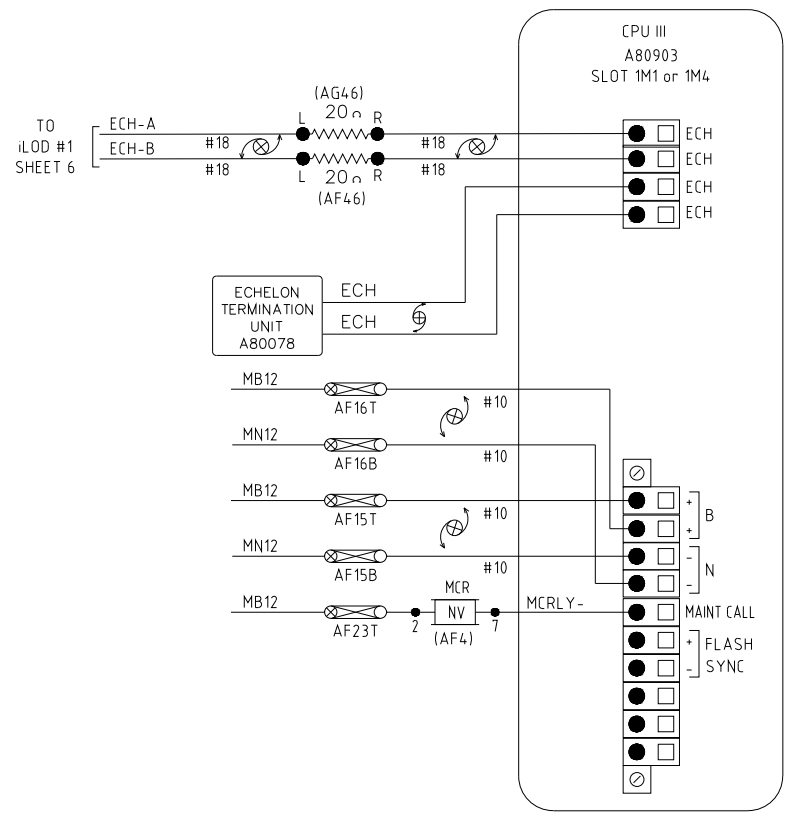 CPU III
A80903
SLOT 1M1 or 1M4
(AG46)
20Ω
L R
TO
iLOD #1
SHEET 6
ECH-A
#18 #18
ECH
ECH-B
#18 #18
ECH
L R
20Ω
(AF46)
ECH
ECH
ECHELON
TERMINATION
UNIT
A80078
ECH
ECH
MB12
AF16T
#10
MN12
AF16B
#10
MB12
AF15T
#10
+
+
B
MN12
AF15B
#10
-
-
N
MB12
AF23T
2
MCR
NV
(AF4)
7
MCRLY-
MAINT CALL
+
-
FLASH
SYNC